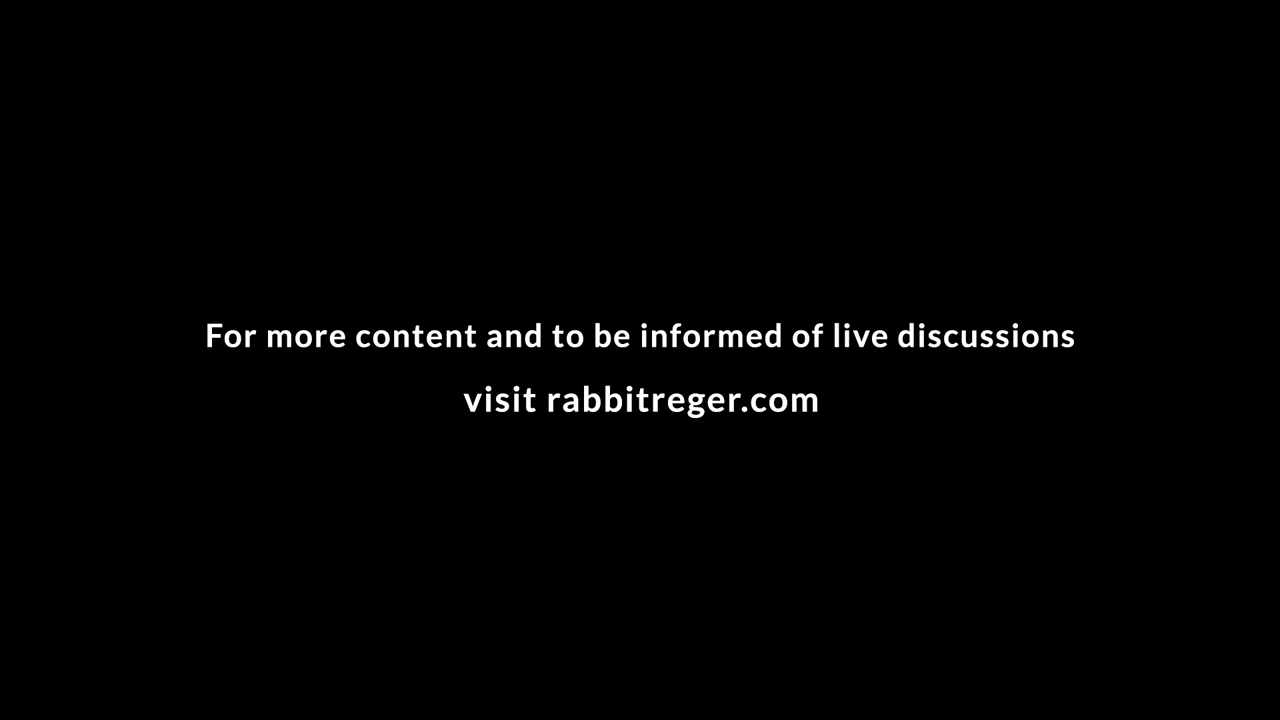 For more content and to be informed of live discussions
visit rabbitreger.com